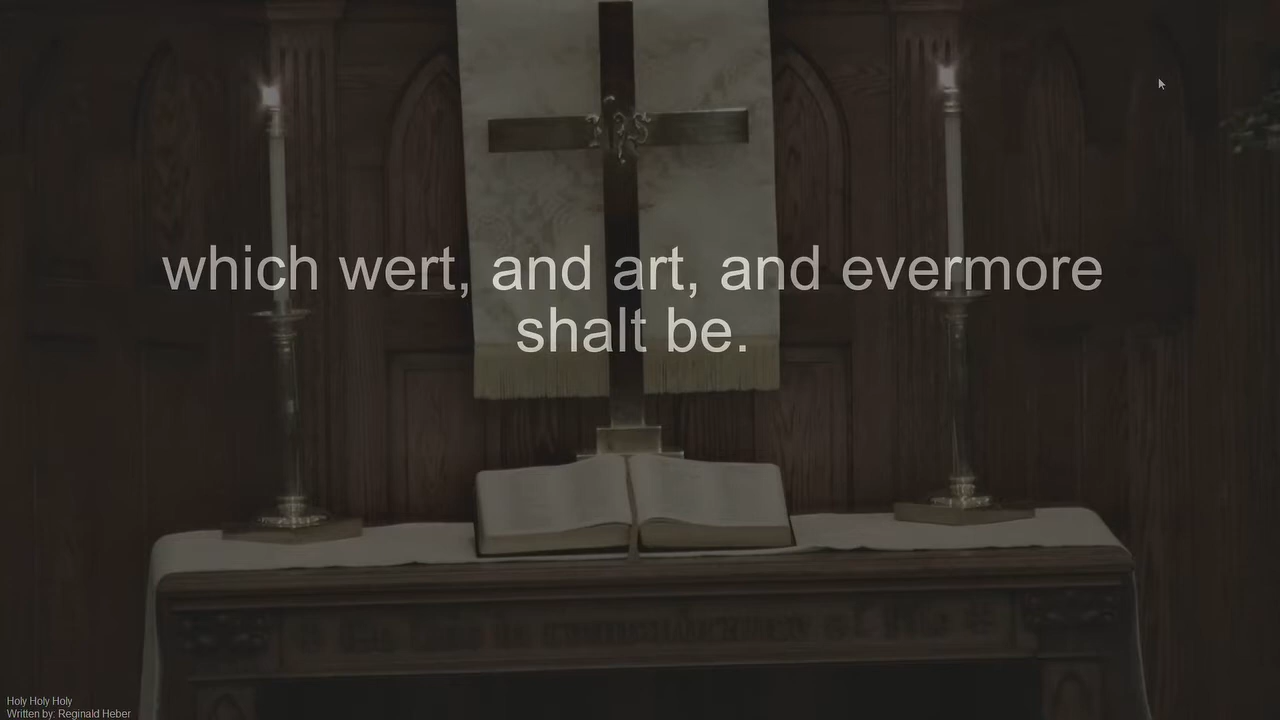 which wert, and art, and evermore
shalt be.
Holy Holy Holy
Written by: Reginald Heber